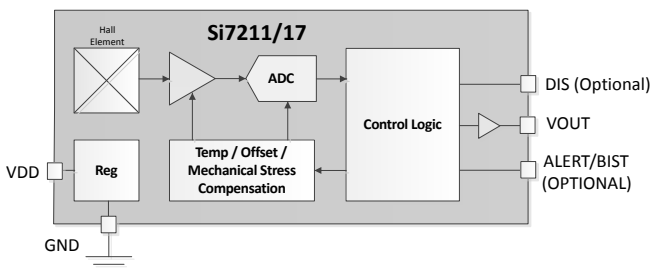 Hall
Element
Si7211/17
ADC
Control Logic
DIS (Optional)
VOUT
ALERT/BIST
(OPTIONAL)
VDD
Reg
Temp / Offset /
Mechanical Stress
Compensation
GND